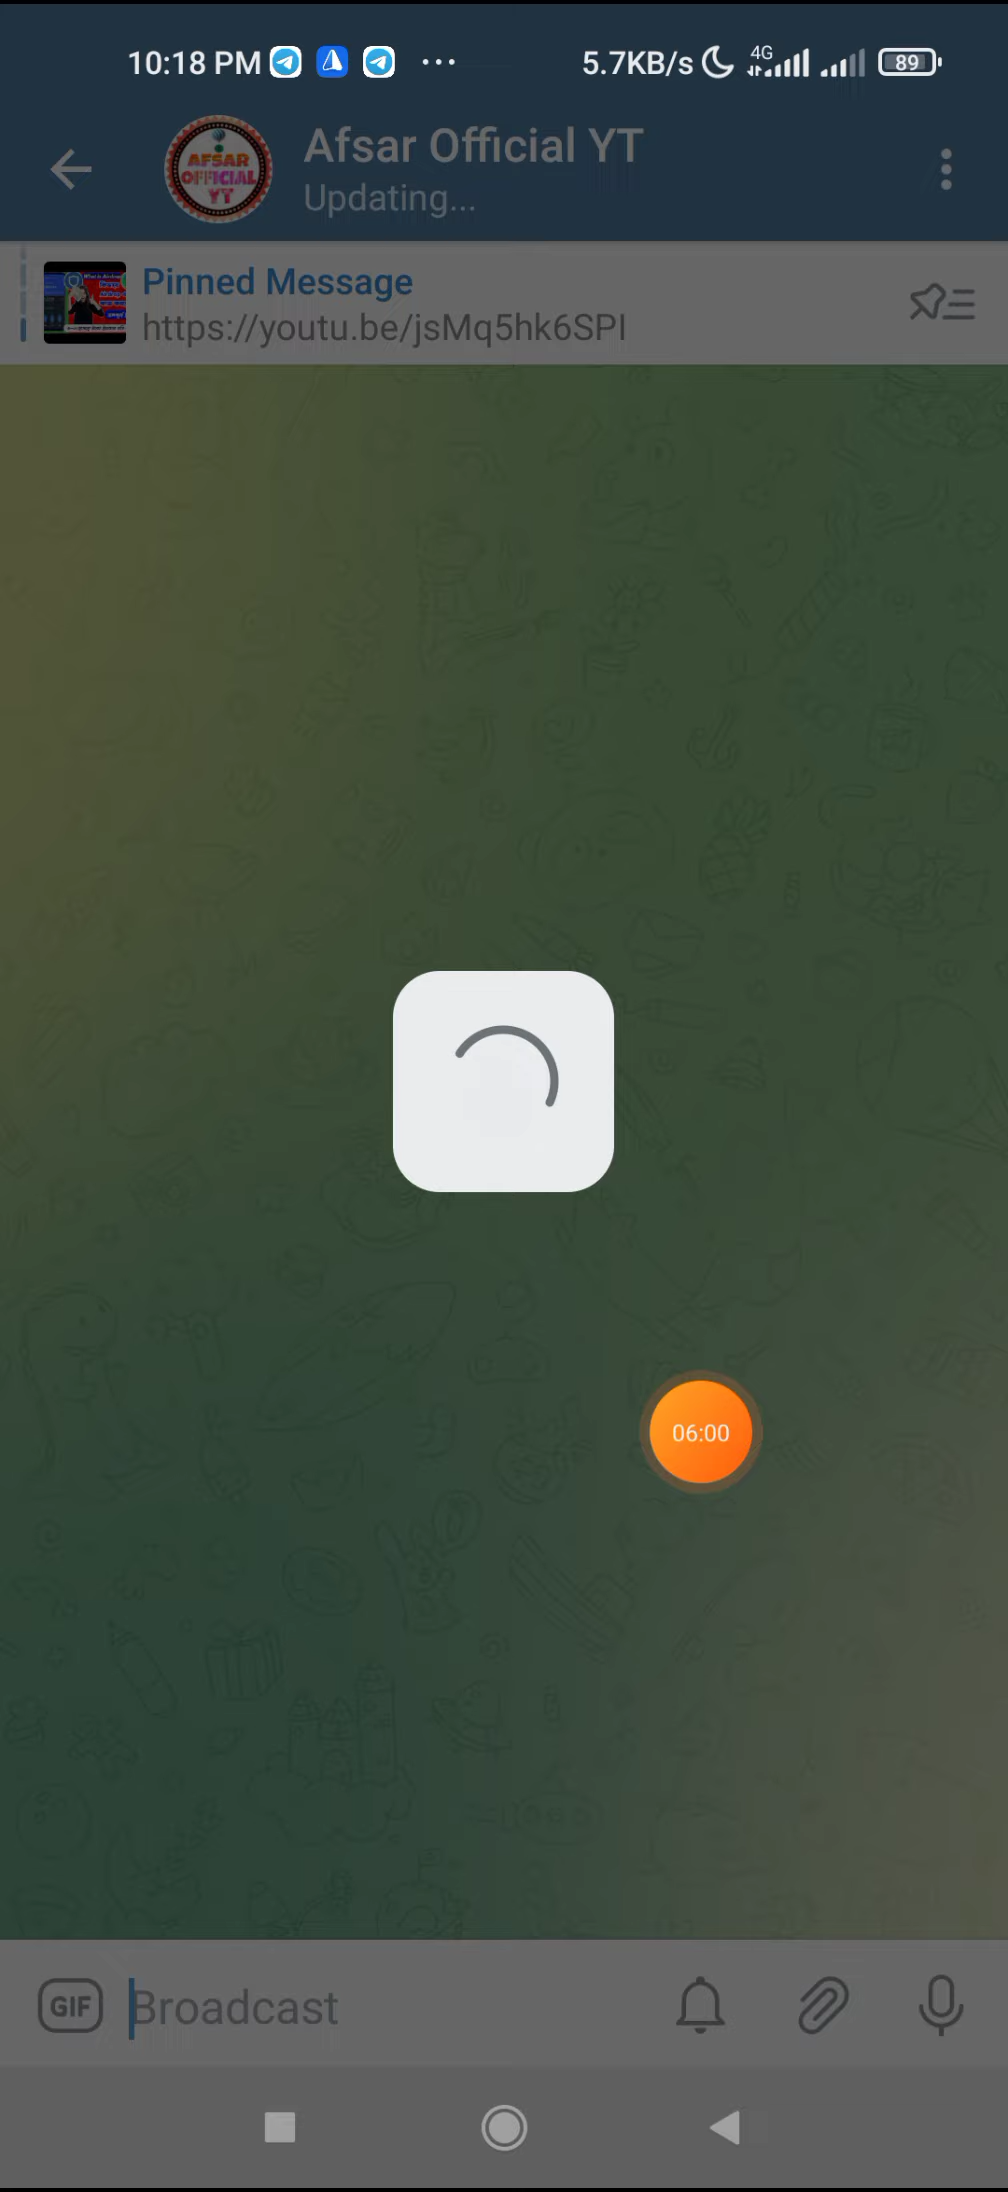 10:18 PM
5.7KB/s
4G
89
AFSAR
OFFICIAL
YT
Afsar Official YT
Updating...
Pinned Message
https://youtu.be/jsMq5hk6SPI
06:00
GIF
Broadcast